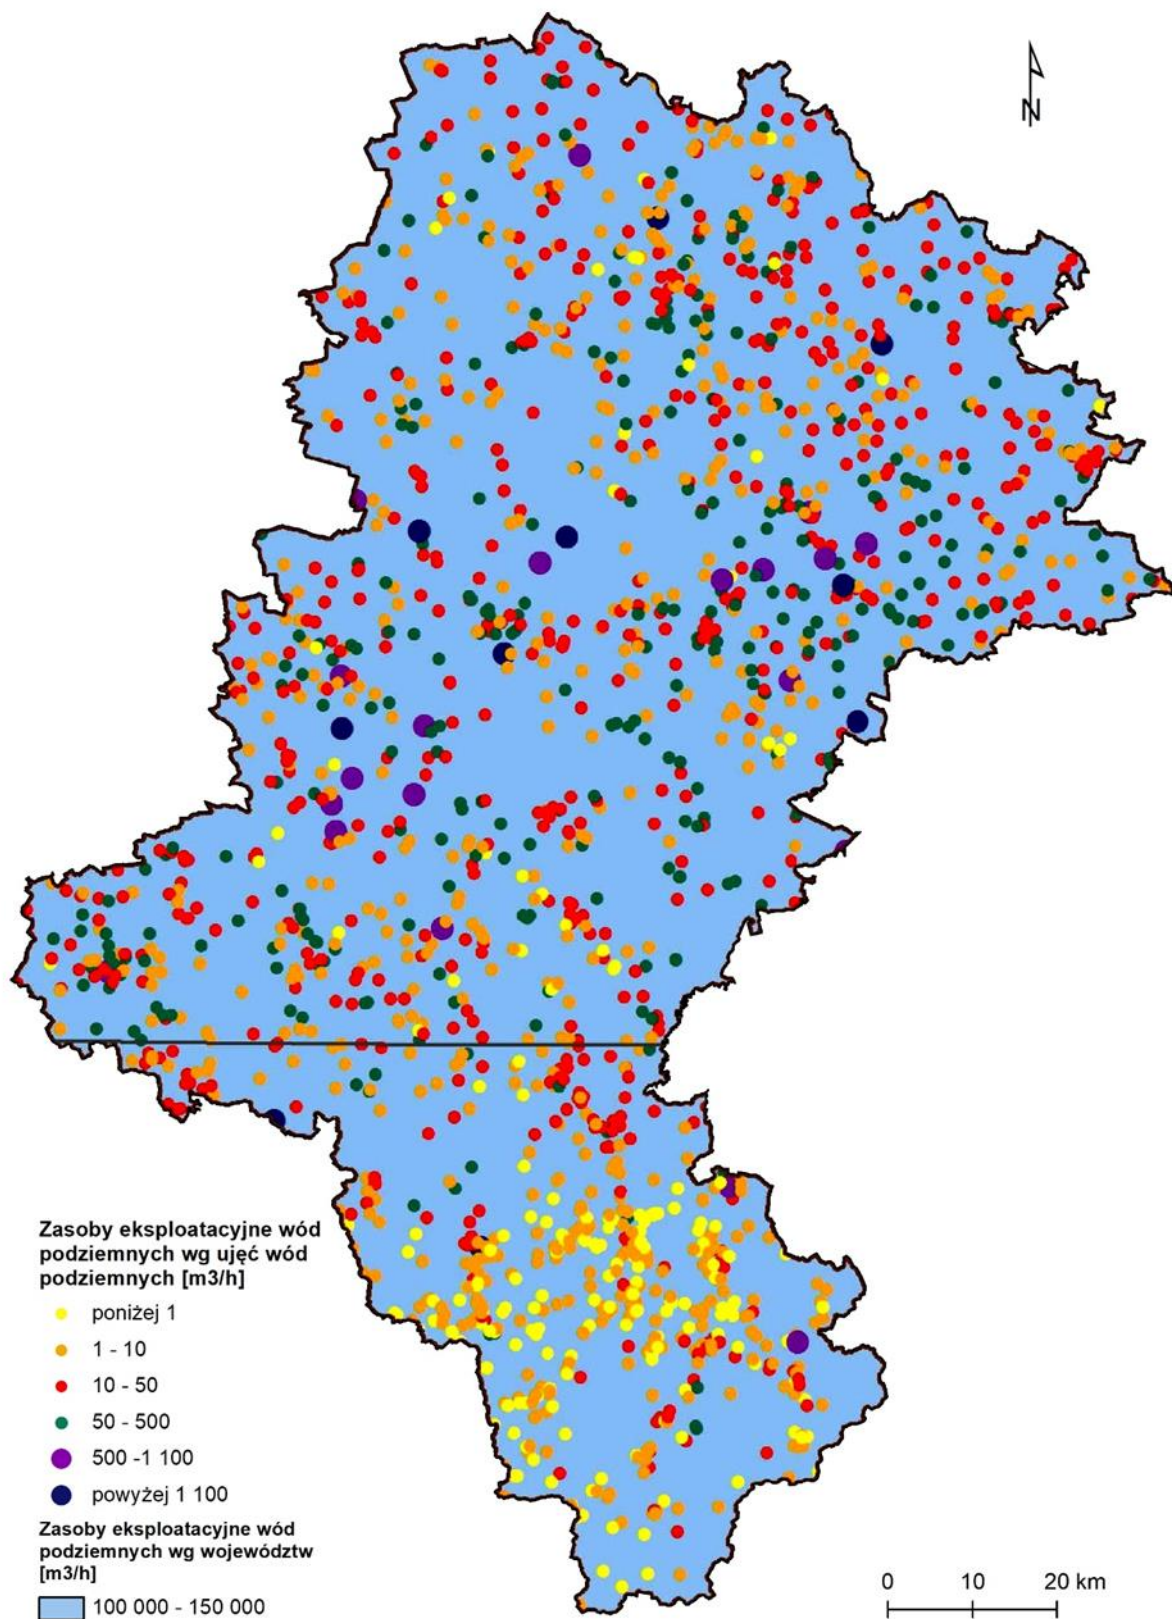 N
Zasoby eksploatacyjne wód
podziemnych wg ujęć wód
podziemnych [m3/h]
poniżej 1
1 - 10
10 - 50
50 - 500
500 -1 100
powyżej 1 100
Zasoby eksploatacyjne wód
podziemnych wg województw
[m3/h]
100 000 - 150 000
0 10 20 km